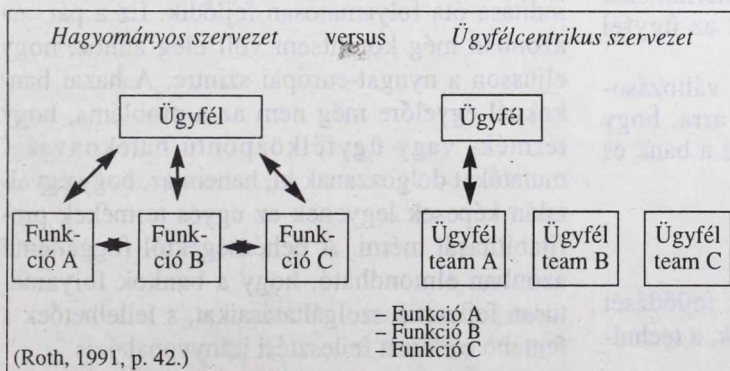 Hagyományos szervezet versus Ügyfélcentrikus szervezet
Ügyfél Ügyfél
Funk-
ció A
Funk-
ció B
Funk-
ció C
Ügyfél
team A
Ügyfél
team B
Ügyfél
team C
– Funkció A
– Funkció B
– Funkció C
(Roth, 1991, p. 42.)